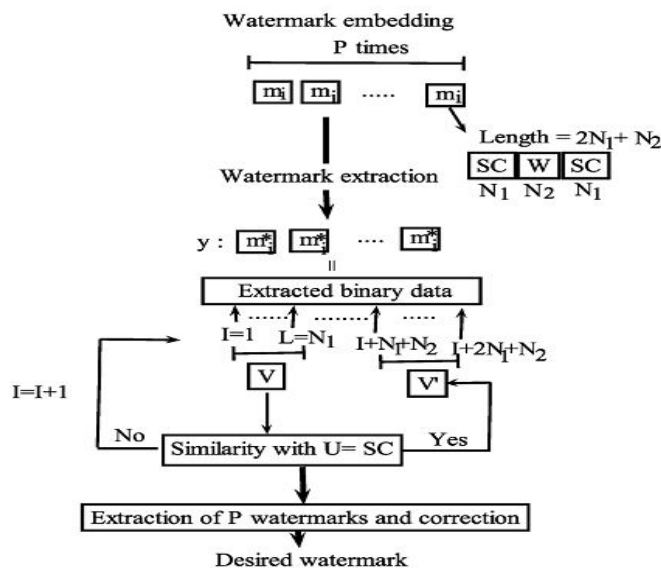 Watermark embedding
P times
mi mi ..... mi
Length = 2N1+ N2
SC W SC
N1 N2 N1
Watermark extraction
y : m*i m*i .... m*i
=
Extracted binary data
........ ........ ...... .....
I=1 L=N1 I+N1+N2 I+2N1+N2
V V'
I=I+1
No Similarity with U= SC Yes
Extraction of P watermarks and correction
Desired watermark